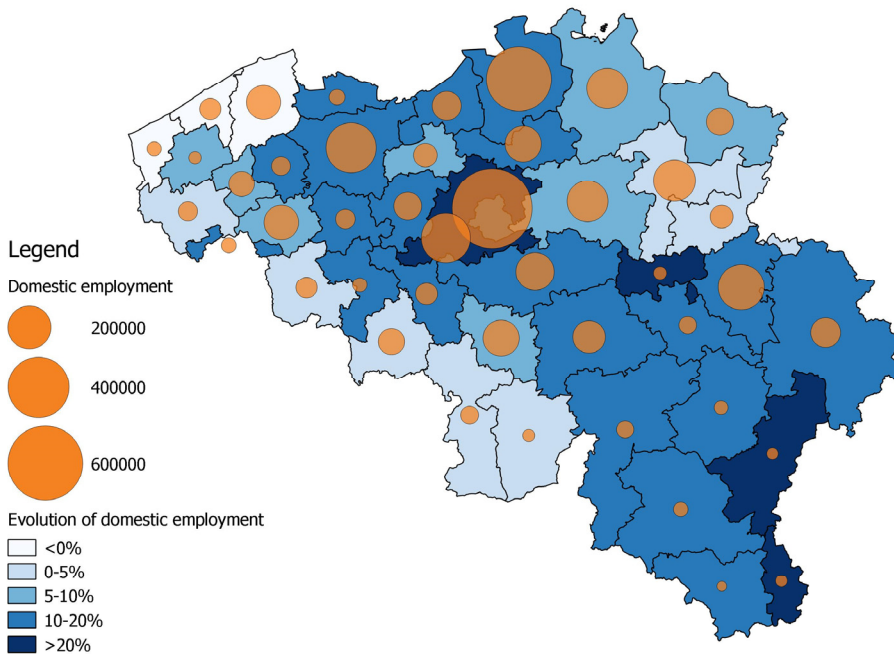 Legend
Domestic employment
200000
400000
600000
Evolution of domestic employment
<0%
0-5%
5-10%
10-20%
>20%